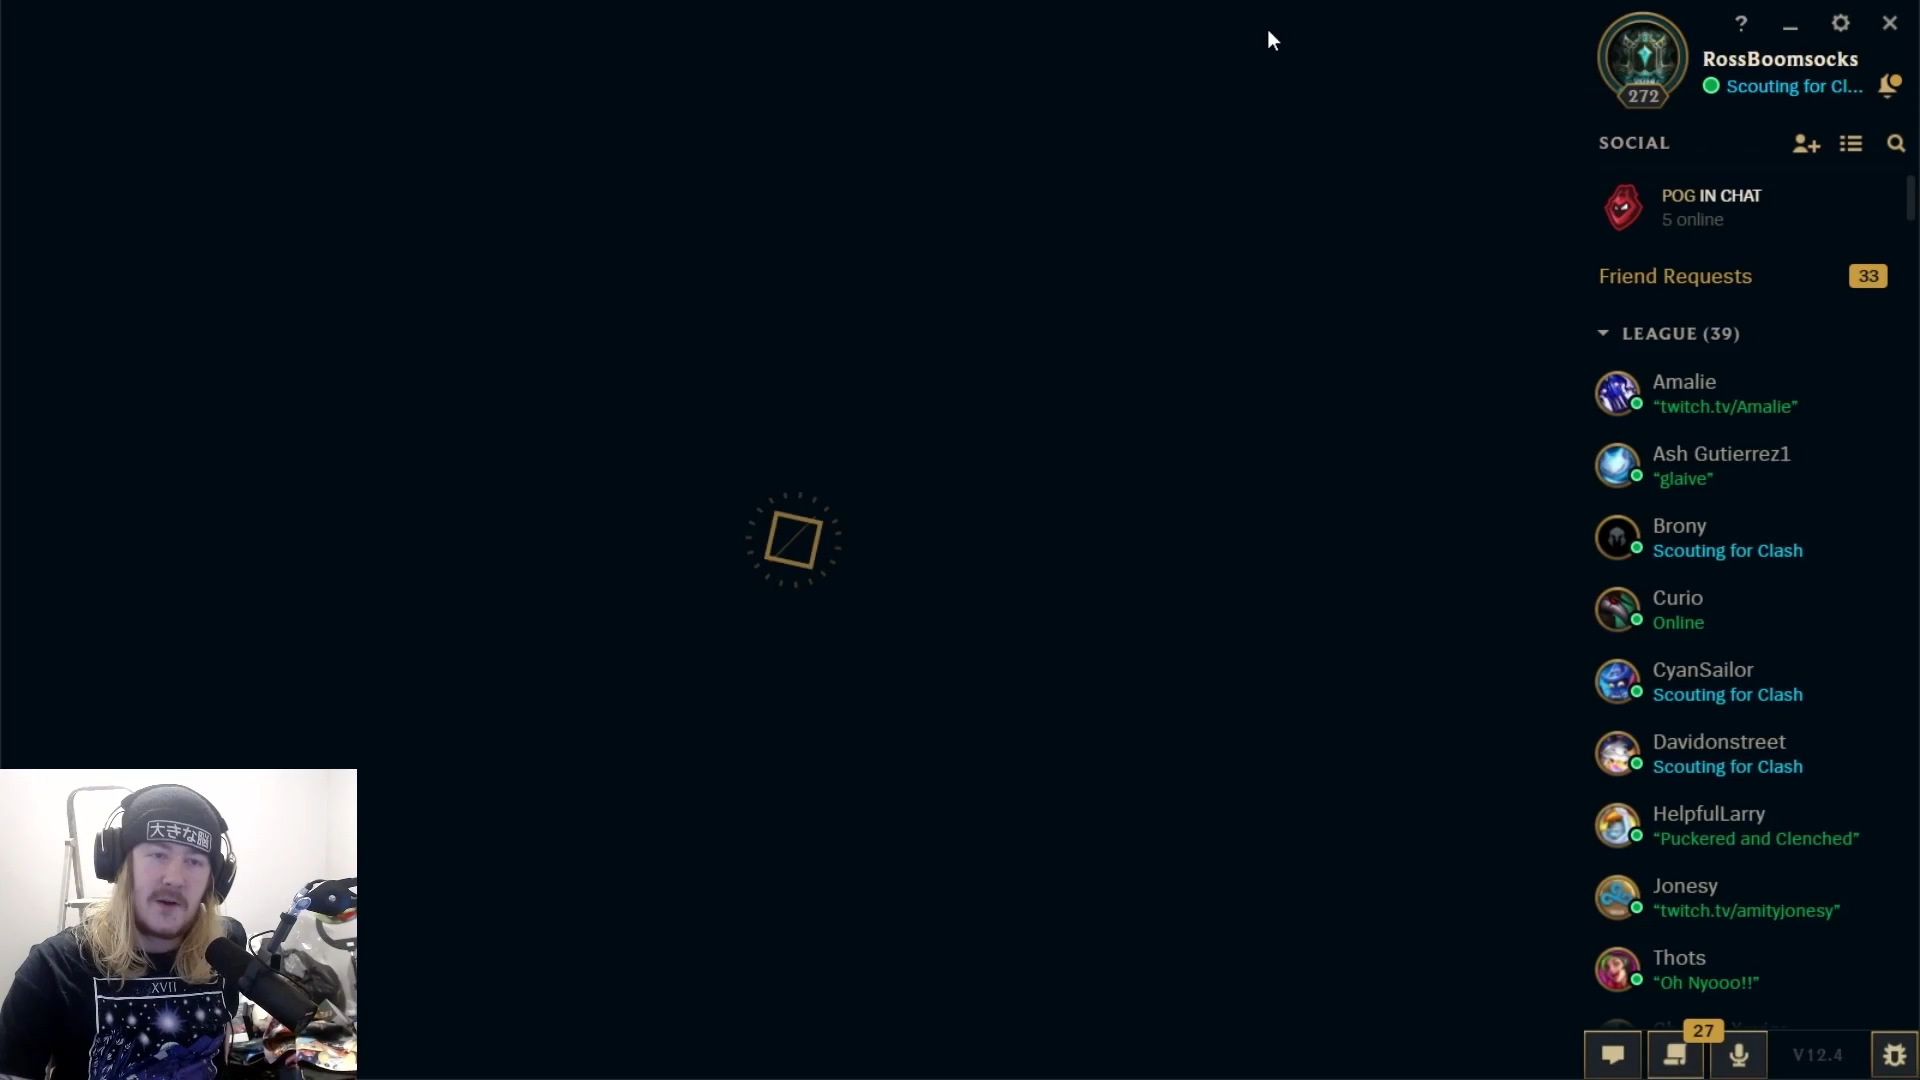 ?
RossBoomsocks
Scouting for Cl...
272
SOCIAL
POG IN CHAT
5 online
Friend Requests
33
LEAGUE (39)
Amalie
“twitch.tv/Amalie”
Ash Gutierrez1
“glaive”
Brony
Scouting for Clash
Curio
Online
CyanSailor
Scouting for Clash
Davidonstreet
Scouting for Clash
HelpfulLarry
“Puckered and Clenched”
Jonesy
“twitch.tv/amityjonesy”
Thots
“Oh Nyooo!!”
27
V12.4
大きな脳
XVII